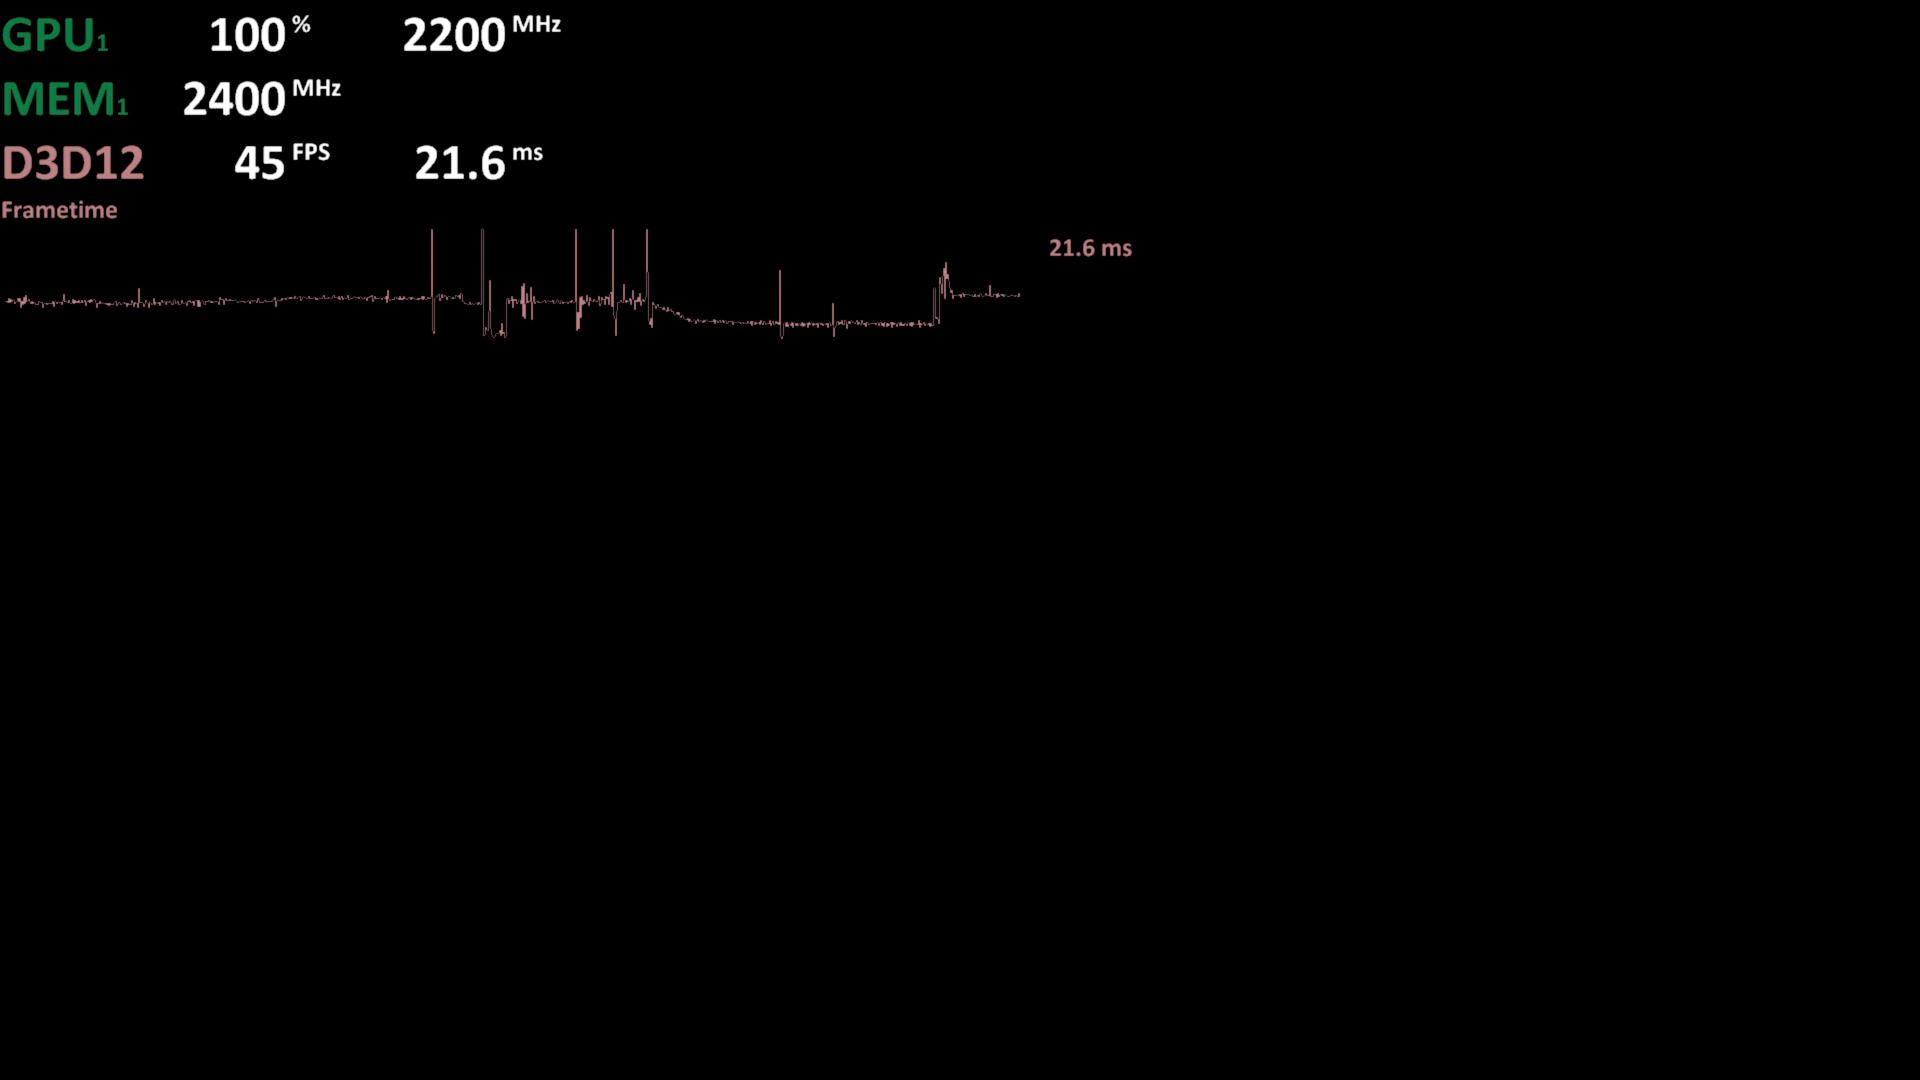 GPU1 100 % 2200 MHz
MEM1 2400 MHz
D3D12 45 FPS 21.6 ms
Frametime
21.6 ms